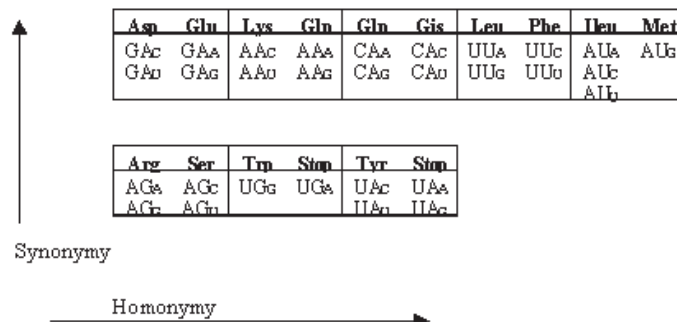 Asp Glu Lys Gln Gln Gis Leu Phe Ileu Met
GAC GAA AAC AAA CAA CAC UUA UUC AUA AUG
GAU GAG AAU AAG CAG CAU UUG UUU AUC
AUU
Arg Ser Trp Stop Tyr Stop
AGA AGC UGG UGA UAC UAA
AGG AGU UAU UAG
Synonymy
Homonymy